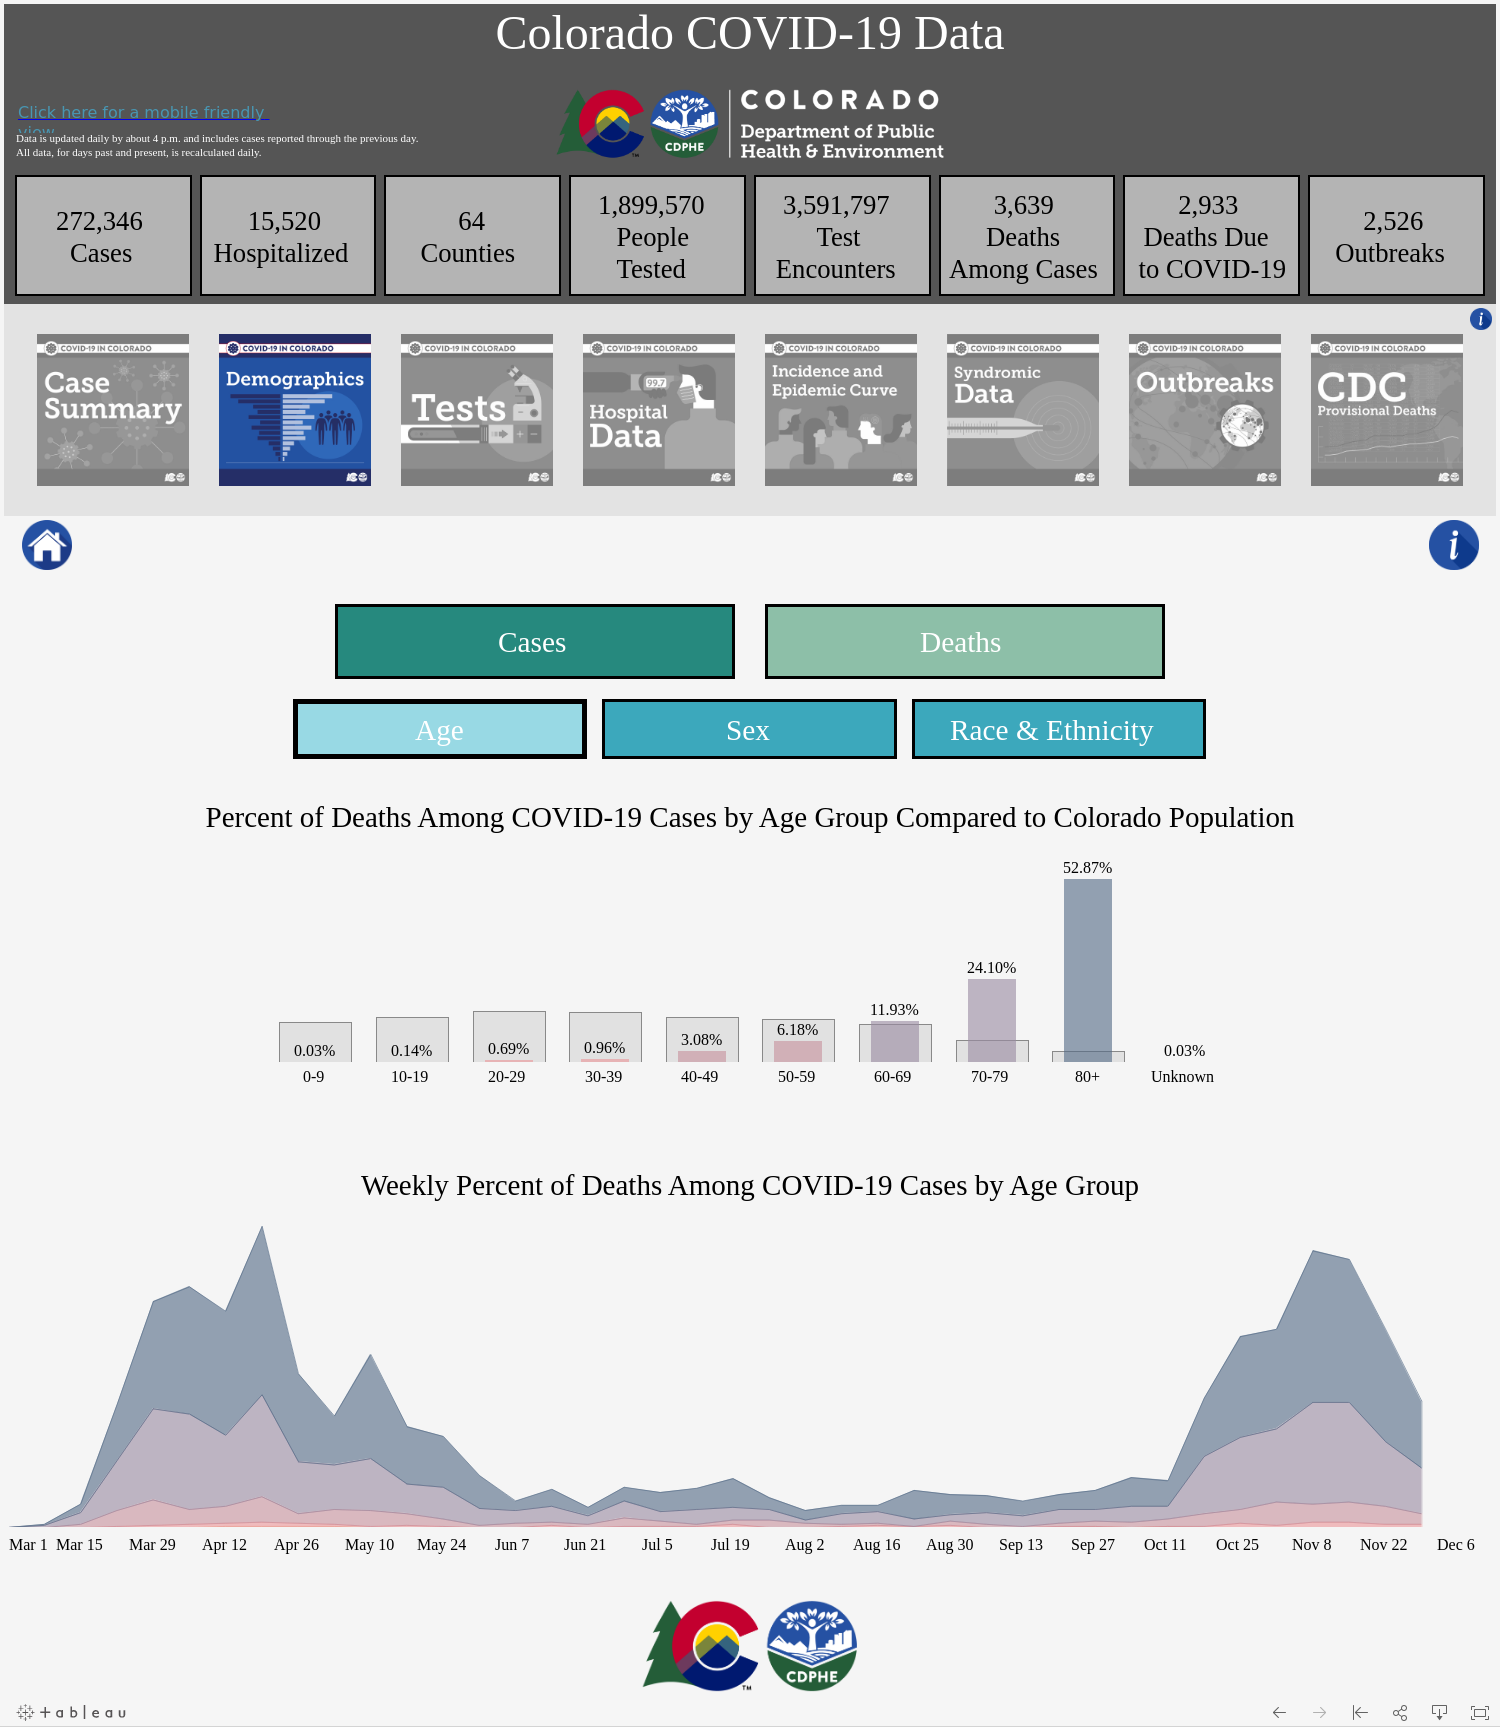 Colorado COVID-19 Data
Click here for a mobile friendly
view
Data is updated daily by about 4 p.m. and includes cases reported through the previous day.
All data, for days past and present, is recalculated daily.
COLORADO
Department of Public
Health & Environment
CDPHE
TM
272,346
Cases
15,520
Hospitalized
64
Counties
1,899,570
People
Tested
3,591,797
Test
Encounters
3,639
Deaths
Among Cases
2,933
Deaths Due
to COVID-19
2,526
Outbreaks
i
COVID-19 IN COLORADO
Case
Summary
COVID-19 IN COLORADO
Demographics
COVID-19 IN COLORADO
Tests
COVID-19 IN COLORADO
99.7
Hospital
Data
COVID-19 IN COLORADO
Incidence and
Epidemic Curve
COVID-19 IN COLORADO
Syndromic
Data
COVID-19 IN COLORADO
Outbreaks
COVID-19 IN COLORADO
CDC
Provisional Deaths
i
Cases
Deaths
Age
Sex
Race & Ethnicity
Percent of Deaths Among COVID-19 Cases by Age Group Compared to Colorado Population
0.03% 0.14% 0.69% 0.96% 3.08% 6.18% 11.93% 24.10% 52.87% 0.03%
0-9 10-19 20-29 30-39 40-49 50-59 60-69 70-79 80+ Unknown
Weekly Percent of Deaths Among COVID-19 Cases by Age Group
Mar 1 Mar 15 Mar 29 Apr 12 Apr 26 May 10 May 24 Jun 7 Jun 21 Jul 5 Jul 19 Aug 2 Aug 16 Aug 30 Sep 13 Sep 27 Oct 11 Oct 25 Nov 8 Nov 22 Dec 6
TM
CDPHE
+ableau